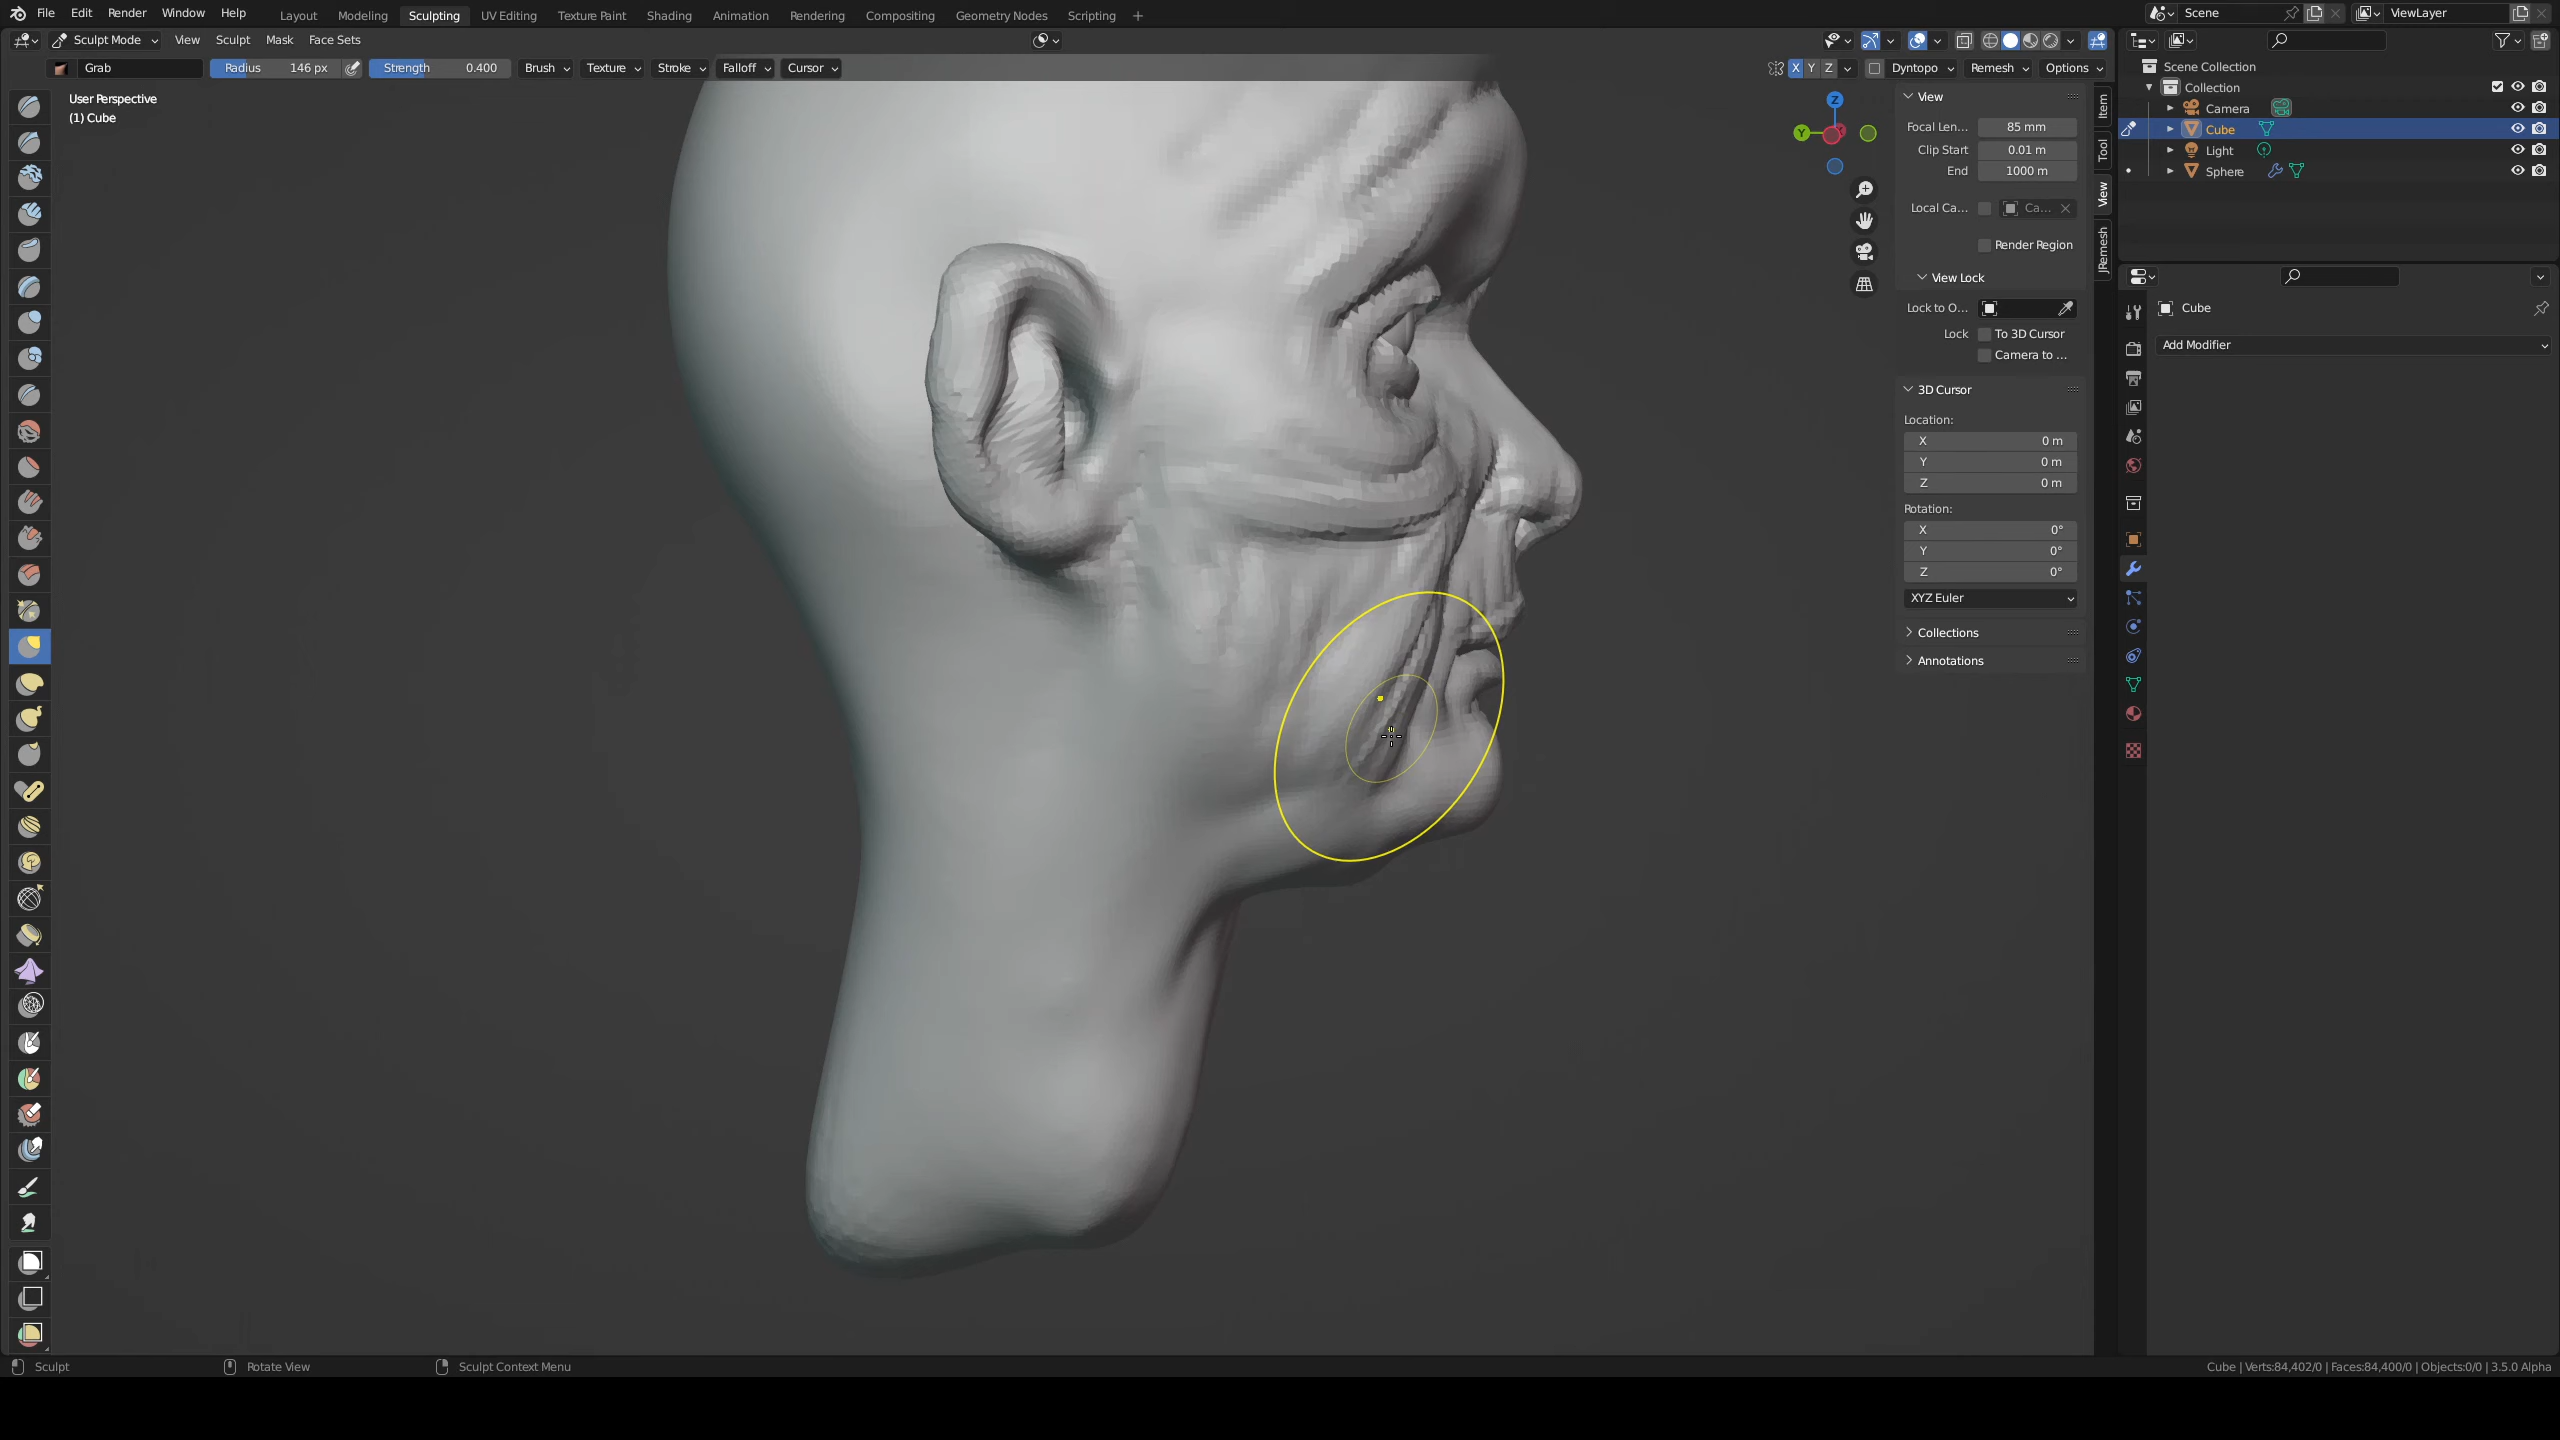 File Edit Render Window Help Layout Modeling Sculpting UV Editing Texture Paint Shading Animation Rendering Compositing Geometry Nodes Scripting + Scene ViewLayer
Sculpt Mode View Sculpt Mask Face Sets
Grab Radius 146 px Strength 0.400 Brush Texture Stroke Falloff Cursor X Y Z Dyntopo Remesh Options
User Perspective
(1) Cube
Z
Y
View
Focal Len... 85 mm
Clip Start 0.01 m
End 1000 m
Local Ca... Ca...
Render Region
View Lock
Lock to O...
Lock To 3D Cursor
Camera to ...
3D Cursor
Location:
X 0 m
Y 0 m
Z 0 m
Rotation:
X 0°
Y 0°
Z 0°
XYZ Euler
Collections
Annotations
Item
Tool
View
JRemesh
Scene Collection
Collection
Camera
Cube
Light
Sphere
Cube
Add Modifier
Sculpt Rotate View Sculpt Context Menu Cube | Verts:84,402/0 | Faces:84,400/0 | Objects:0/0 | 3.5.0 Alpha